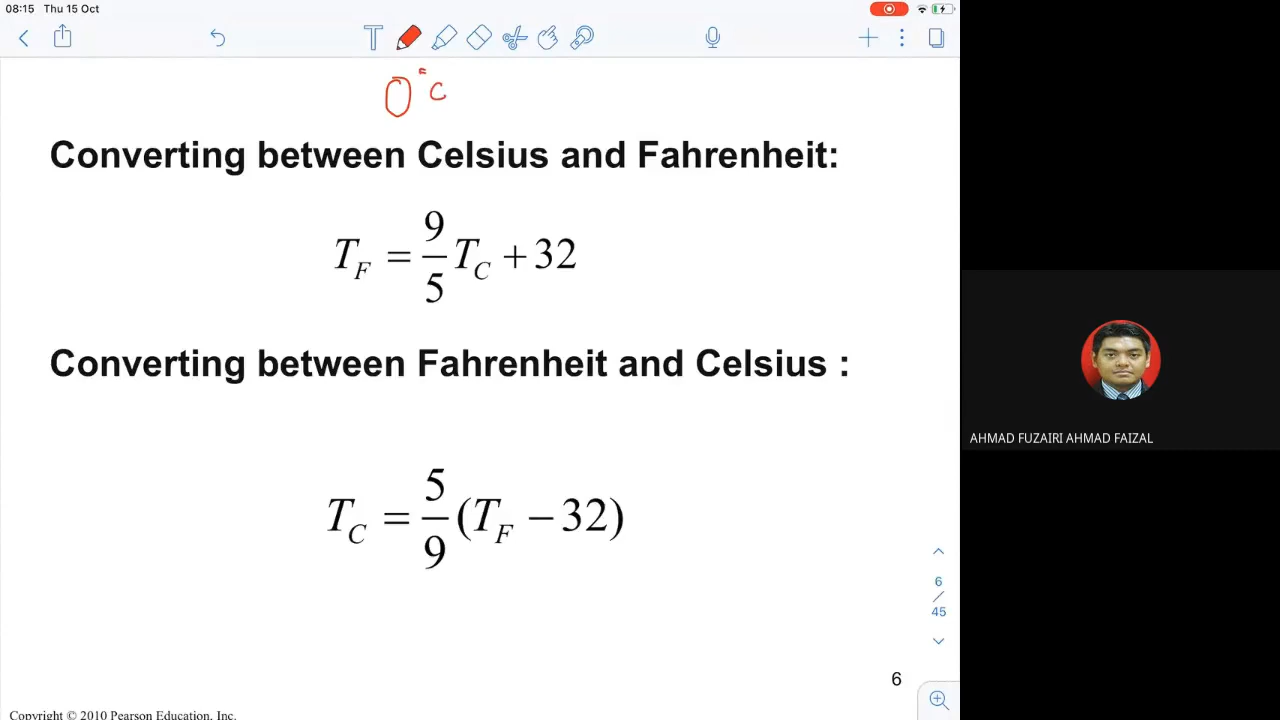 08:15 Thu 15 Oct
0°C
Converting between Celsius and Fahrenheit:
T_F = 9/5 T_C + 32
Converting between Fahrenheit and Celsius :
T_C = 5/9 (T_F − 32)
AHMAD FUZAIRI AHMAD FAIZAL
6
/
45
6
Copyright © 2010 Pearson Education, Inc.